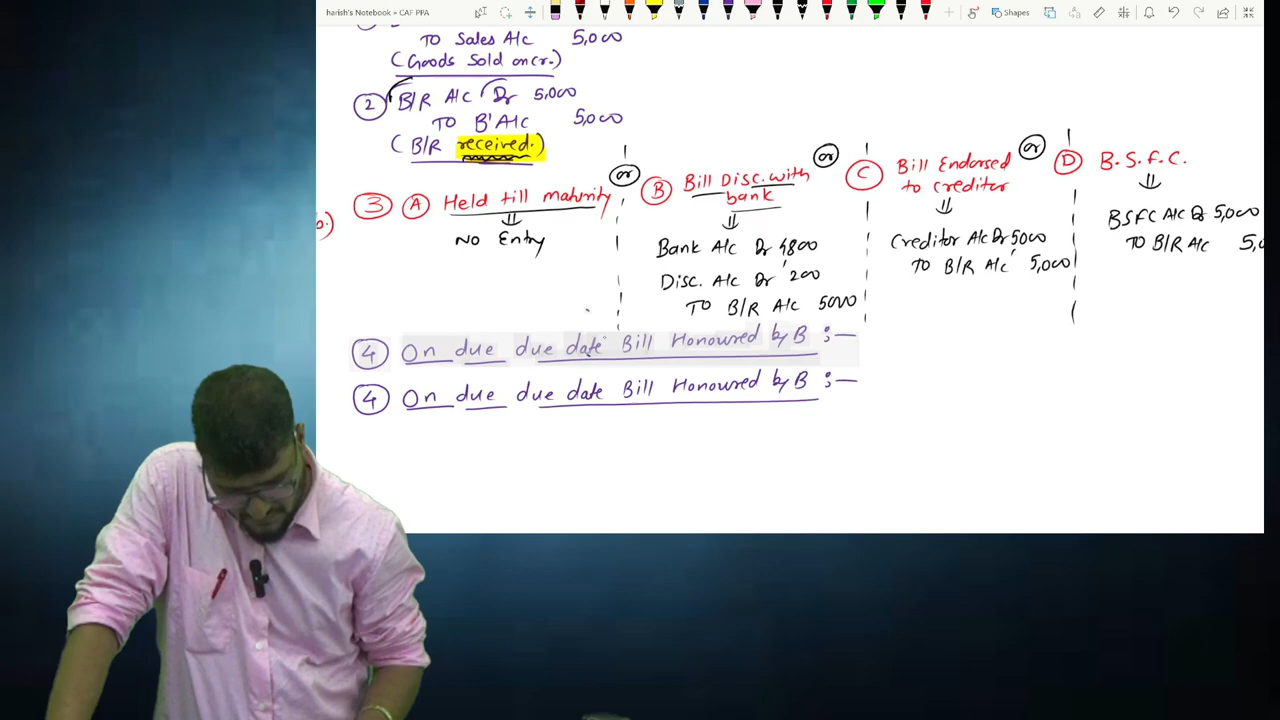 harish's Notebook » CAF PPA
Shapes
To Sales A/c 5,000
(Goods Sold on cr.)
② B/R A/c Dr 5,000
To B' A/c 5,000
(B/R received.)
b.)
③ Ⓐ Held till maturity
⇓
No Entry
or
Ⓑ Bill Disc. with
bank
⇓
Bank A/c Dr 4800
Disc. A/c Dr 200
To B/R A/c 5000
or
Ⓒ Bill Endorsed
to Creditor
⇓
Creditor A/c Dr 5000
To B/R A/c 5,000
or
Ⓓ B.S.F.C.
⇓
BSFC A/c Dr 5,000
To B/R A/c 5,0
④ On due due date Bill Honoured by B :—
④ On due due date Bill Honoured by B :—